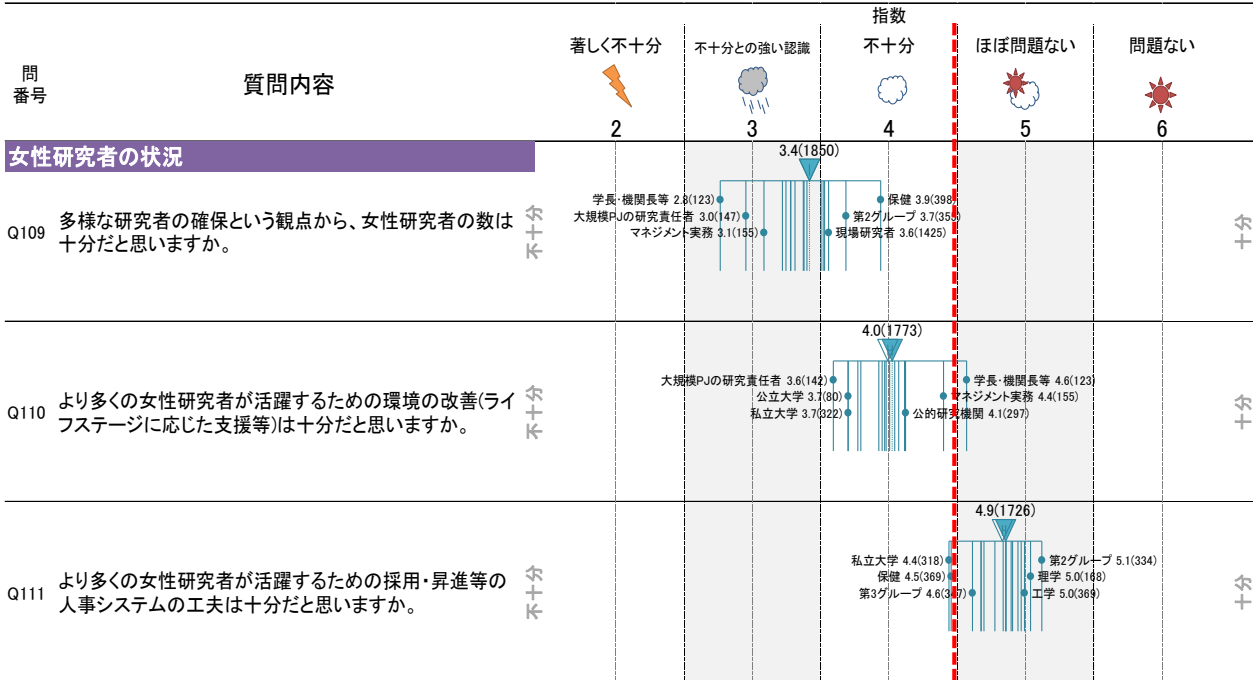 指数
著しく不十分
不十分との強い認識
不十分
ほぼ問題ない
問題ない
問
番号
質問内容
2
3
4
5
6
女性研究者の状況
3.4(1850)
学長・機関長等 2.8(123)
大規模PJの研究責任者 3.0(147)
マネジメント実務 3.1(155)
保健 3.9(398
第2グループ 3.7(355)
現場研究者 3.6(1425)
Q109
多様な研究者の確保という観点から、女性研究者の数は
十分だと思いますか。
不十分
十分
4.0(1773)
大規模PJの研究責任者 3.6(142)
公立大学 3.7(80)
私立大学 3.7(322)
学長・機関長等 4.6(123)
マネジメント実務 4.4(155)
公的研究機関 4.1(297)
Q110
より多くの女性研究者が活躍するための環境の改善(ライ
フステージに応じた支援等)は十分だと思いますか。
不十分
十分
4.9(1726)
私立大学 4.4(318)
保健 4.5(369)
第3グループ 4.6(347)
第2グループ 5.1(334)
理学 5.0(168)
工学 5.0(369)
Q111
より多くの女性研究者が活躍するための採用・昇進等の
人事システムの工夫は十分だと思いますか。
不十分
十分